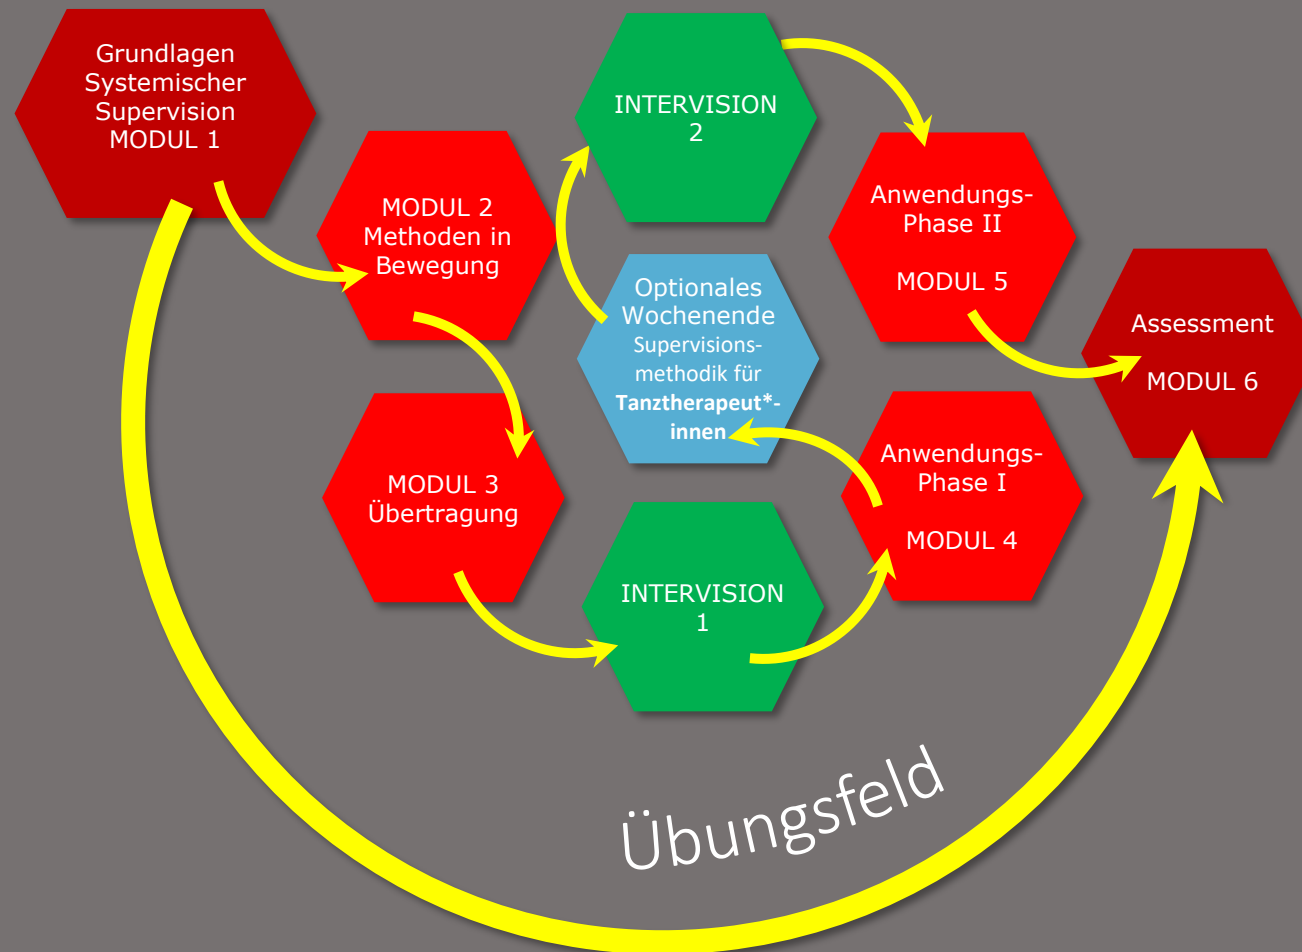 Grundlagen
Systemischer
Supervision
MODUL 1
MODUL 2
Methoden in
Bewegung
MODUL 3
Übertragung
INTERVISION
1
Anwendungs-
Phase I
MODUL 4
Optionales
Wochenende
Supervisions-
methodik für
Tanztherapeut*-
innen
INTERVISION
2
Anwendungs-
Phase II
MODUL 5
Assessment
MODUL 6
Übungsfeld